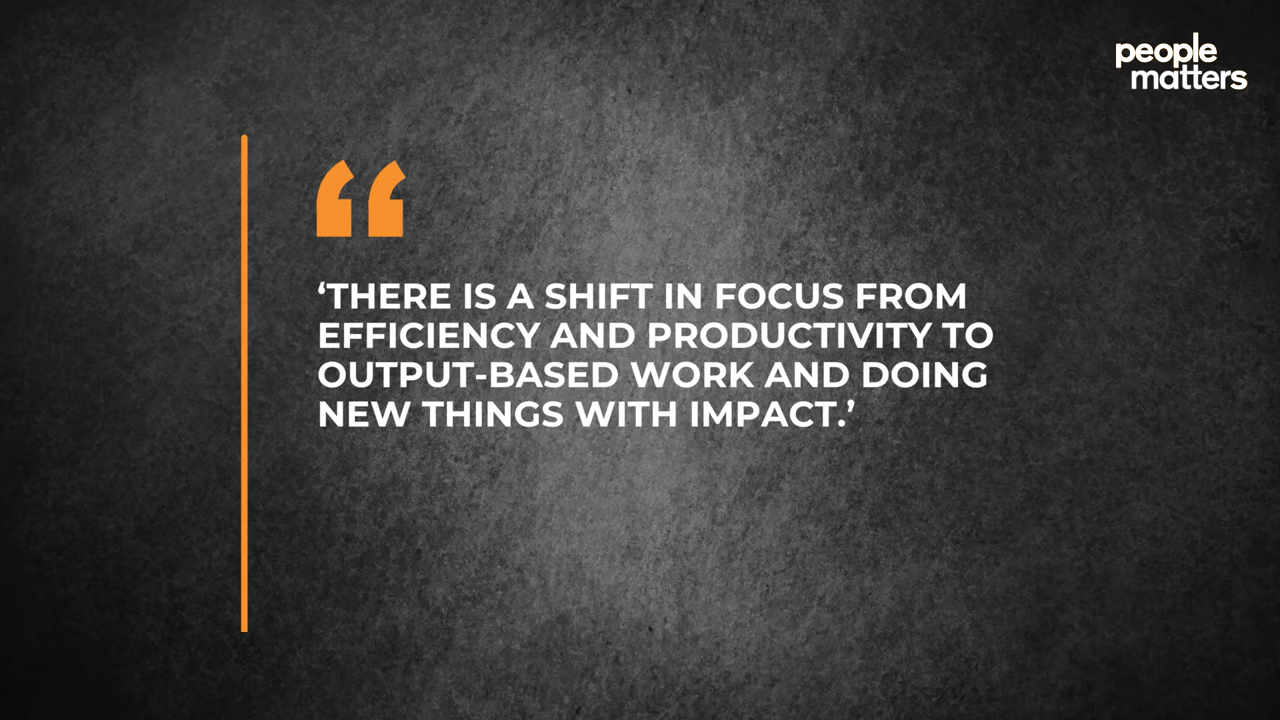 people
matters
“
‘THERE IS A SHIFT IN FOCUS FROM
EFFICIENCY AND PRODUCTIVITY TO
OUTPUT-BASED WORK AND DOING
NEW THINGS WITH IMPACT.’